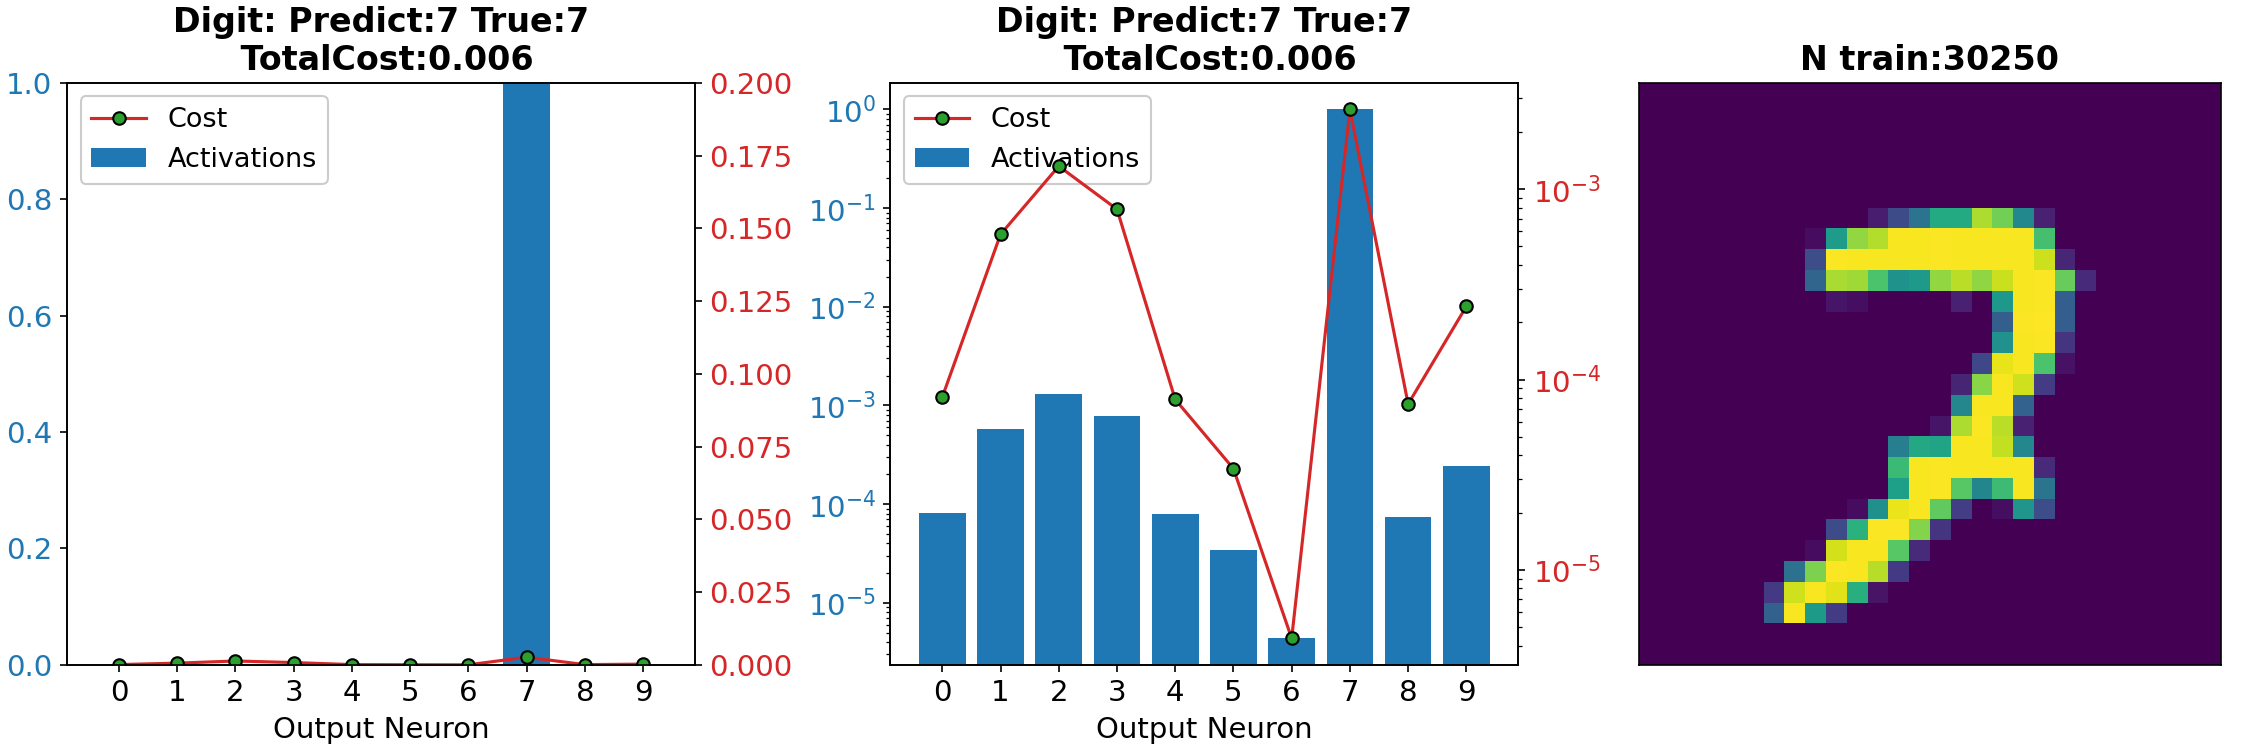 Digit: Predict:7 True:7
TotalCost:0.006
1.0
0.8
0.6
0.4
0.2
0.0
Cost
Activations
0.200
0.175
0.150
0.125
0.100
0.075
0.050
0.025
0.000
0 1 2 3 4 5 6 7 8 9
Output Neuron
Digit: Predict:7 True:7
TotalCost:0.006
10⁰
10⁻¹
10⁻²
10⁻³
10⁻⁴
10⁻⁵
Cost
Activations
10⁻³
10⁻⁴
10⁻⁵
0 1 2 3 4 5 6 7 8 9
Output Neuron
N train:30250
7